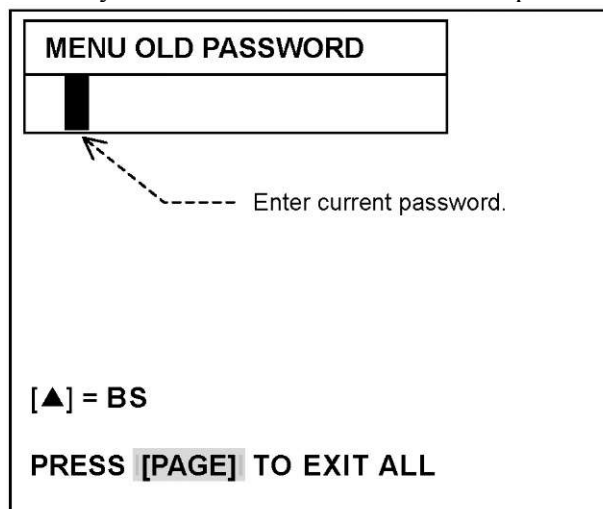 MENU OLD PASSWORD
Enter current password.
[▲] = BS
PRESS [PAGE] TO EXIT ALL